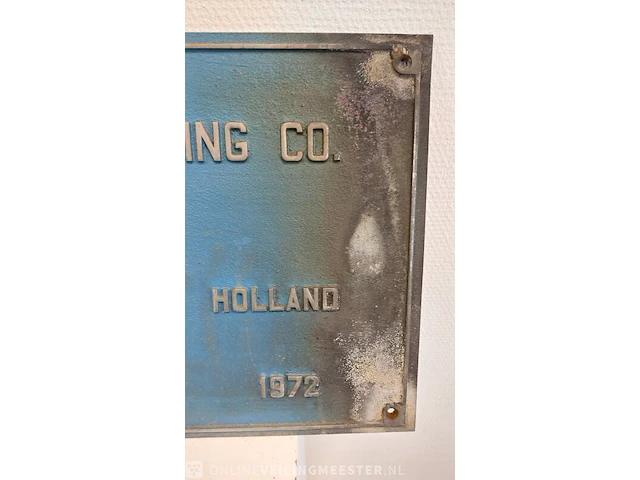 ING CO.
HOLLAND
1972
ONLINEVEILINGMEESTER.NL